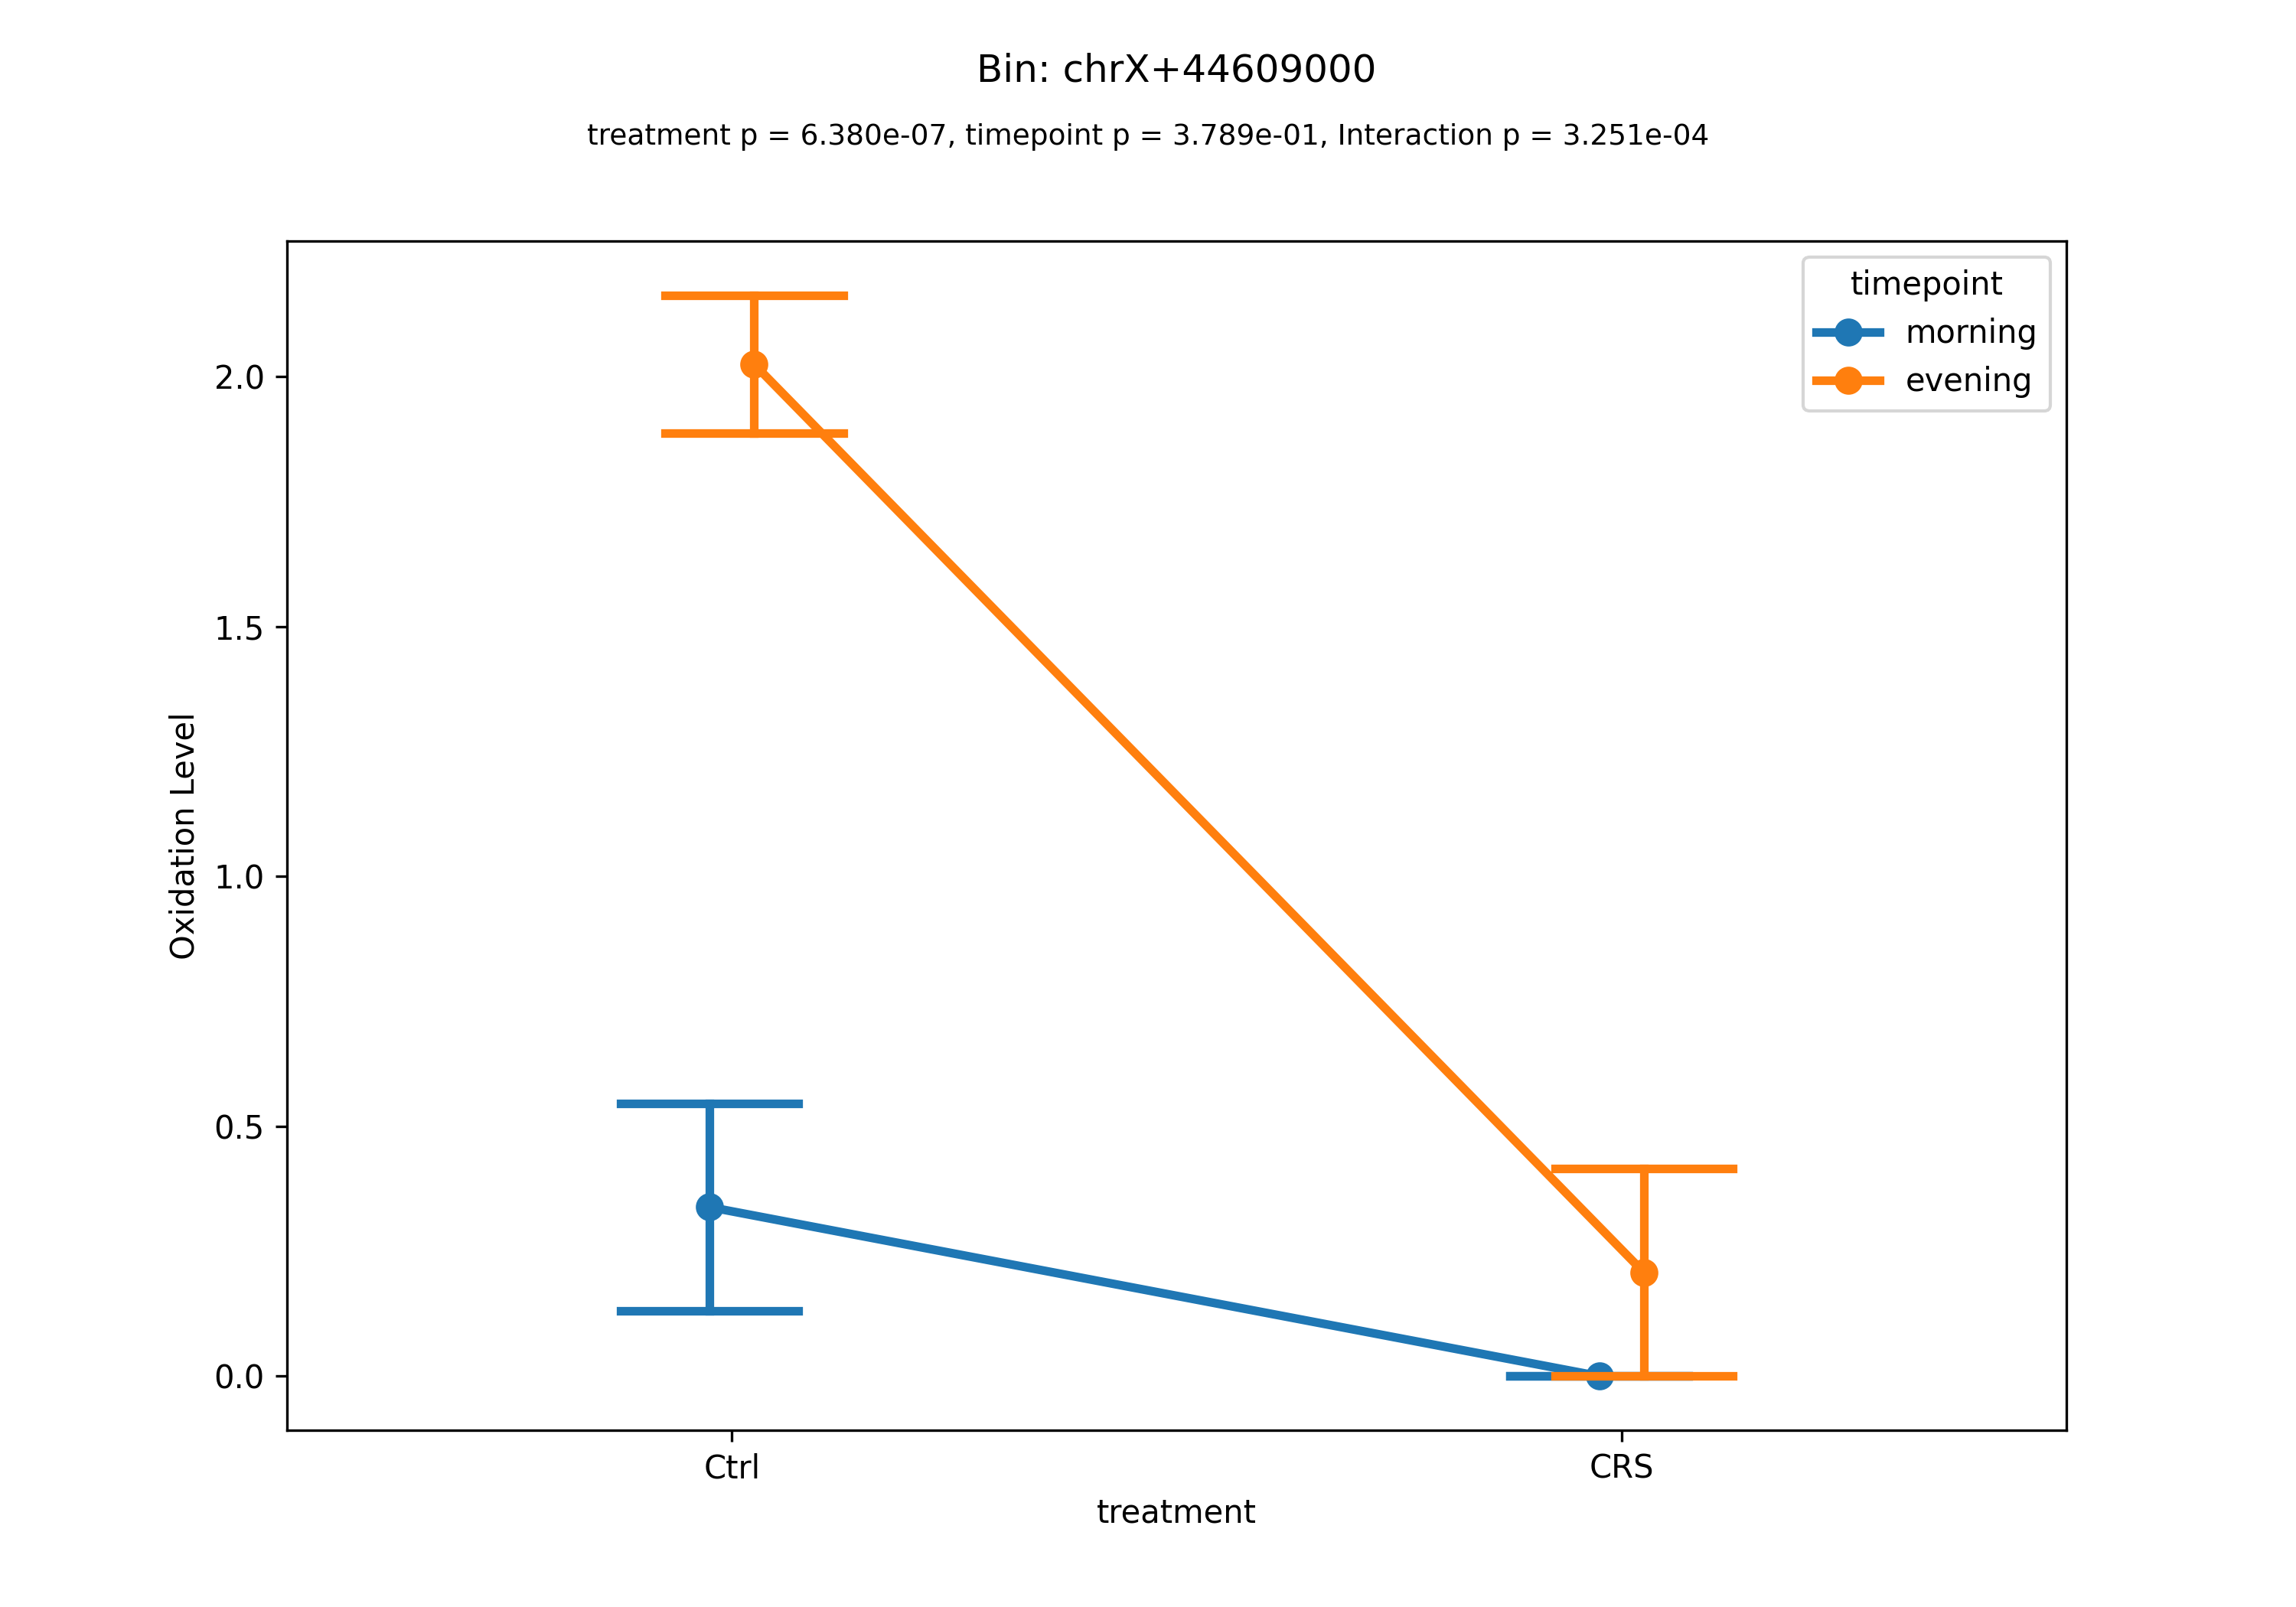 Bin: chrX+44609000
treatment p = 6.380e-07, timepoint p = 3.789e-01, Interaction p = 3.251e-04
timepoint
morning
evening
2.0
1.5
1.0
0.5
0.0
Oxidation Level
Ctrl
CRS
treatment